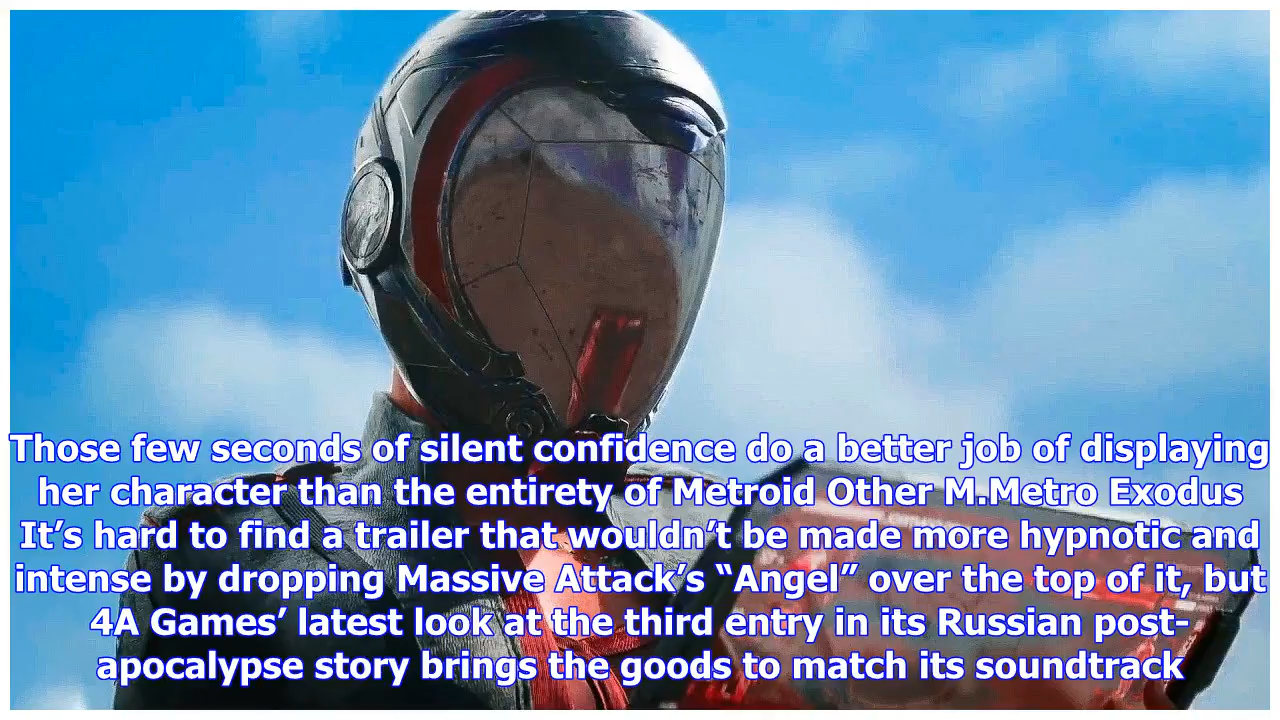 Those few seconds of silent confidence do a better job of displaying
her character than the entirety of Metroid Other M.Metro Exodus
It’s hard to find a trailer that wouldn’t be made more hypnotic and
intense by dropping Massive Attack’s “Angel” over the top of it, but
4A Games’ latest look at the third entry in its Russian post-
apocalypse story brings the goods to match its soundtrack